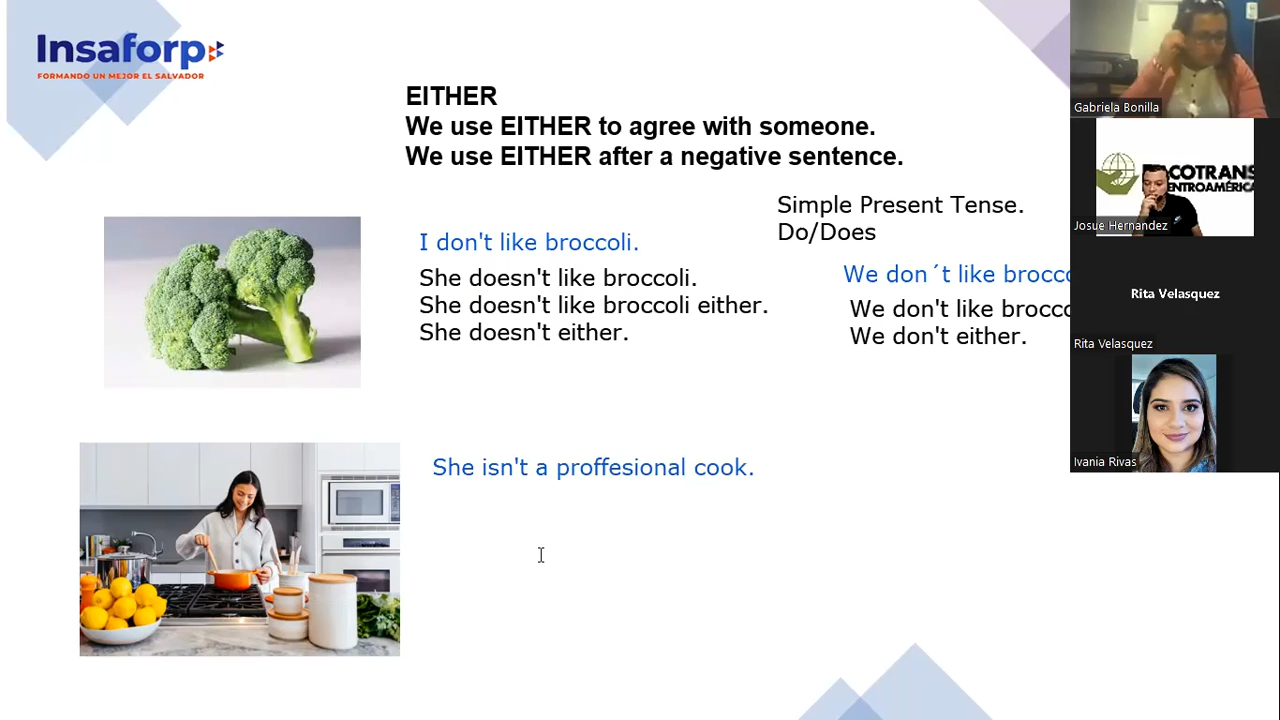 Insaforp
FORMANDO UN MEJOR EL SALVADOR
EITHER
We use EITHER to agree with someone.
We use EITHER after a negative sentence.
Simple Present Tense.
Do/Does
I don't like broccoli.
She doesn't like broccoli.
She doesn't like broccoli either.
She doesn't either.
We don´t like brocco
We don't like brocco
We don't either.
She isn't a proffesional cook.
Gabriela Bonilla
COTRANS
ENTROAMÉRICA
Josue Hernandez
Rita Velasquez
Rita Velasquez
Ivania Rivas